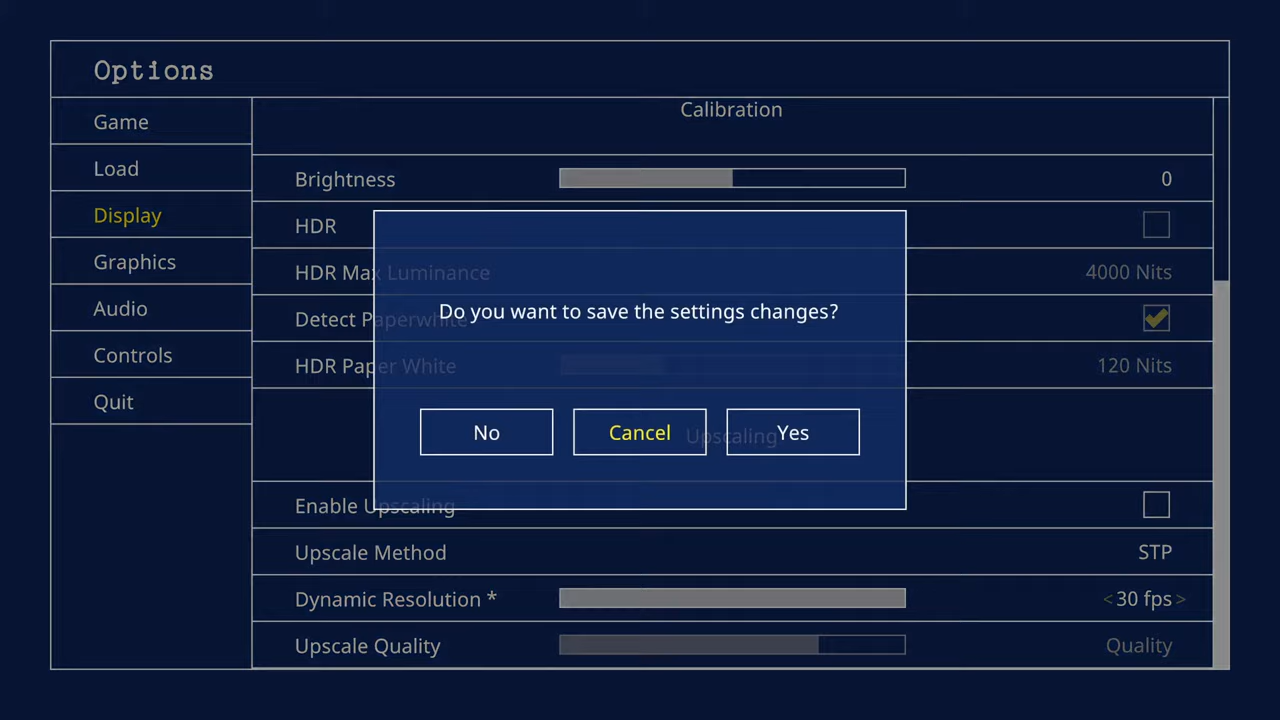 Options
Game
Load
Display
Graphics
Audio
Controls
Quit
Calibration
Brightness 0
HDR
HDR Max Luminance 4000 Nits
Detect Paperwhite
HDR Paper White 120 Nits
Upscaling
Enable Upscaling
Upscale Method STP
Dynamic Resolution * <30 fps>
Upscale Quality Quality
Do you want to save the settings changes?
No Cancel Yes